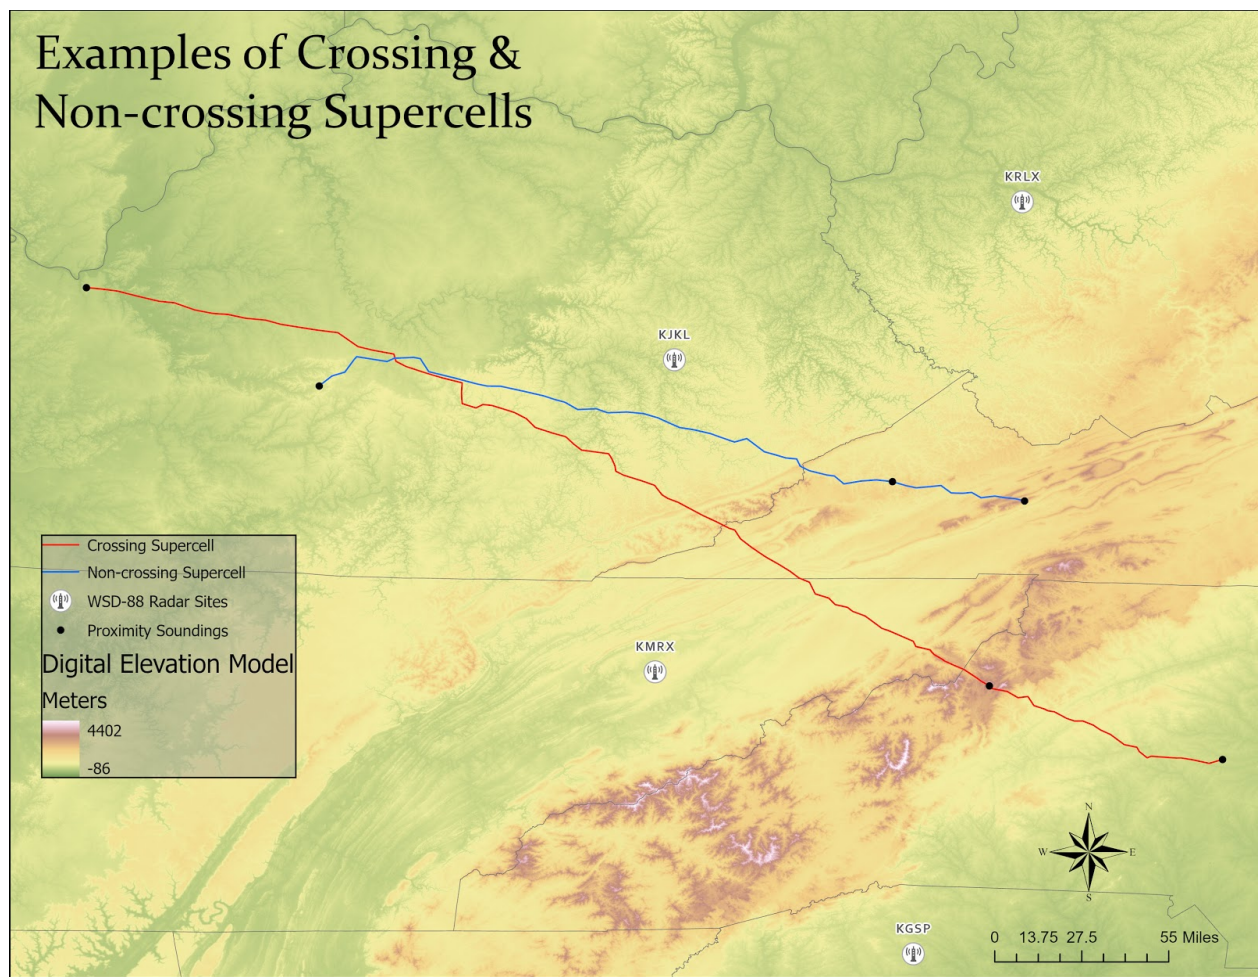 Examples of Crossing &
Non-crossing Supercells
KRLX
KJKL
Crossing Supercell
Non-crossing Supercell
WSD-88 Radar Sites
Proximity Soundings
Digital Elevation Model
Meters
4402
-86
KMRX
N
W E
S
KGSP
0 13.75 27.5 55 Miles